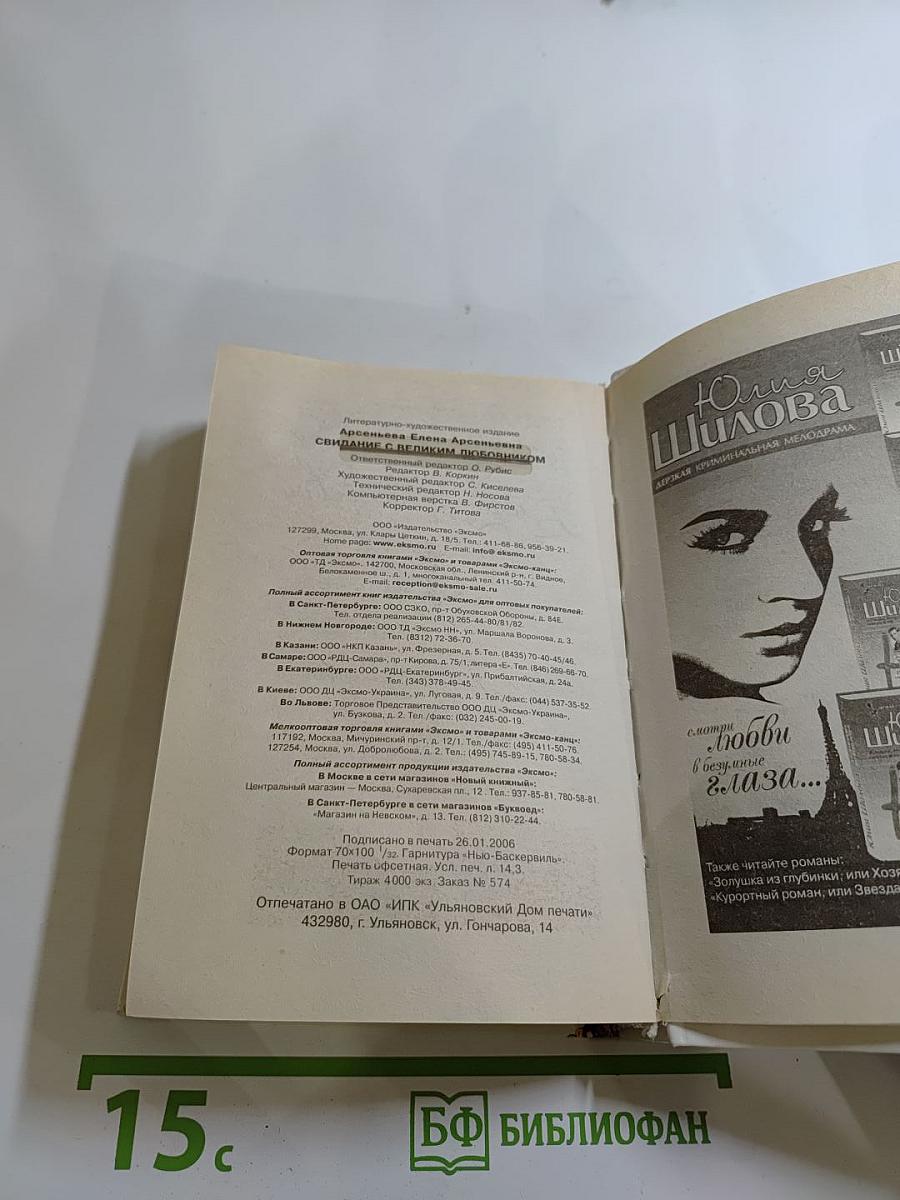 Литературно-художественное издание
Арсеньева Елена Арсеньевна
СВИДАНИЕ С ВЕЛИКИМ ЛЮБОВНИКОМ
Ответственный редактор О. Рубис
Редактор В. Коркин
Художественный редактор С. Киселева
Технический редактор Н. Носова
Компьютерная верстка В. Фирстов
Корректор Г. Титова
ООО «Издательство «Эксмо»
127299, Москва, ул. Клары Цеткин, д. 18/5. Тел.: 411-68-86, 956-39-21.
Home page: www.eksmo.ru E-mail: info@eksmo.ru
Оптовая торговля книгами «Эксмо» и товарами «Эксмо-канц»:
ООО «ТД «Эксмо». 142700, Московская обл., Ленинский р-н, г. Видное,
Белокаменное ш., д. 1, многоканальный тел. 411-50-74.
E-mail: reception@eksmo-sale.ru
Полный ассортимент книг издательства «Эксмо» для оптовых покупателей:
В Санкт-Петербурге: ООО СЗКО, пр-т Обуховской Обороны, д. 84Е.
Тел. отдела реализации (812) 265-44-80/81/82.
В Нижнем Новгороде: ООО ТД «Эксмо НН», ул. Маршала Воронова, д. 3.
Тел. (8312) 72-36-70.
В Казани: ООО «НКП Казань», ул. Фрезерная, д. 5. Тел. (8435) 70-40-45/46.
В Самаре: ООО «РДЦ-Самара», пр-т Кирова, д. 75/1, литера «Е». Тел. (846) 269-66-70.
В Екатеринбурге: ООО «РДЦ-Екатеринбург», ул. Прибалтийская, д. 24а.
Тел. (343) 378-49-45.
В Киеве: ООО ДЦ «Эксмо-Украина», ул. Луговая, д. 9. Тел./факс: (044) 537-35-52.
Во Львове: Торговое Представительство ООО ДЦ «Эксмо-Украина»,
ул. Бузкова, д. 2. Тел./факс: (032) 245-00-19.
Мелкооптовая торговля книгами «Эксмо» и товарами «Эксмо-канц»:
117192, Москва, Мичуринский пр-т, д. 12/1. Тел./факс: (495) 411-50-76.
127254, Москва, ул. Добролюбова, д. 2. Тел.: (495) 745-89-15, 780-58-34.
Полный ассортимент продукции издательства «Эксмо»:
В Москве в сети магазинов «Новый книжный»:
Центральный магазин — Москва, Сухаревская пл., 12 . Тел.: 937-85-81, 780-58-81.
В Санкт-Петербурге в сети магазинов «Буквоед»:
«Магазин на Невском», д. 13. Тел. (812) 310-22-44.
Подписано в печать 26.01.2006
Формат 70×100 1/32. Гарнитура «Нью-Баскервиль».
Печать офсетная. Усл. печ. л. 14,3.
Тираж 4000 экз. Заказ № 574
Отпечатано в ОАО «ИПК «Ульяновский Дом печати»
432980, г. Ульяновск, ул. Гончарова, 14
Юлия
Шилова
ДЕРЗКАЯ КРИМИНАЛЬНАЯ МЕЛОДРАМА
смотри
любви
в безумные
глаза...
Также читайте романы:
«Золушка из глубинки, или Хозя
«Курортный роман, или Звезда
15 с
БФ БИБЛИОФАН